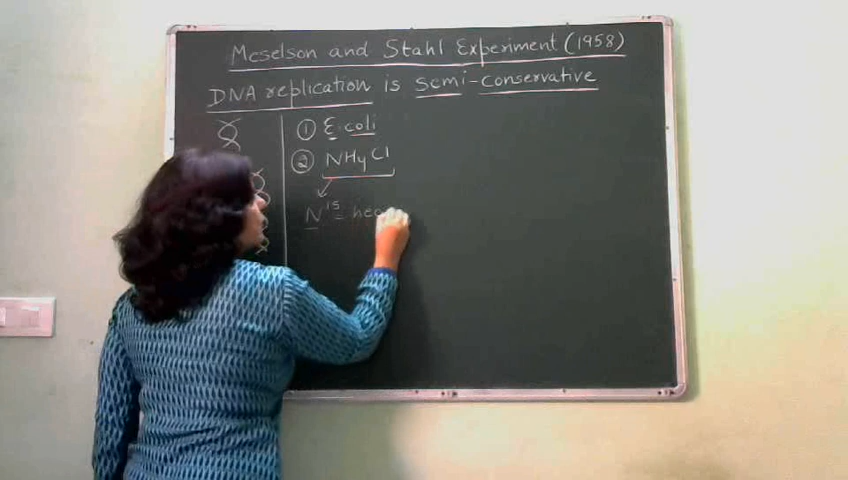 Meselson and Stahl Experiment (1958)
DNA replication is semi-conservative
① E coli
② NH4Cl
N15 = hea